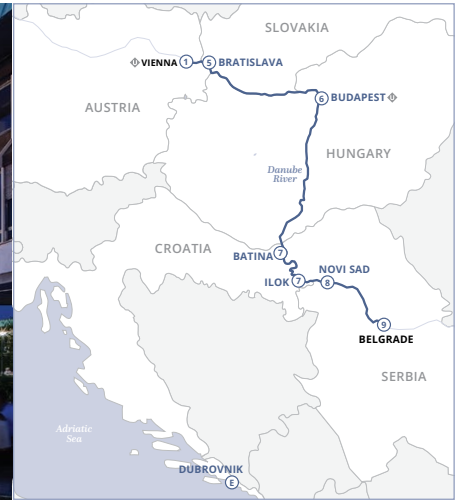 SLOVAKIA
VIENNA 1 5 BRATISLAVA
6 BUDAPEST
AUSTRIA
HUNGARY
Danube
River
CROATIA
BATINA 7
ILOK 7
NOVI SAD
8
9
BELGRADE
SERBIA
Adriatic
Sea
DUBROVNIK
E